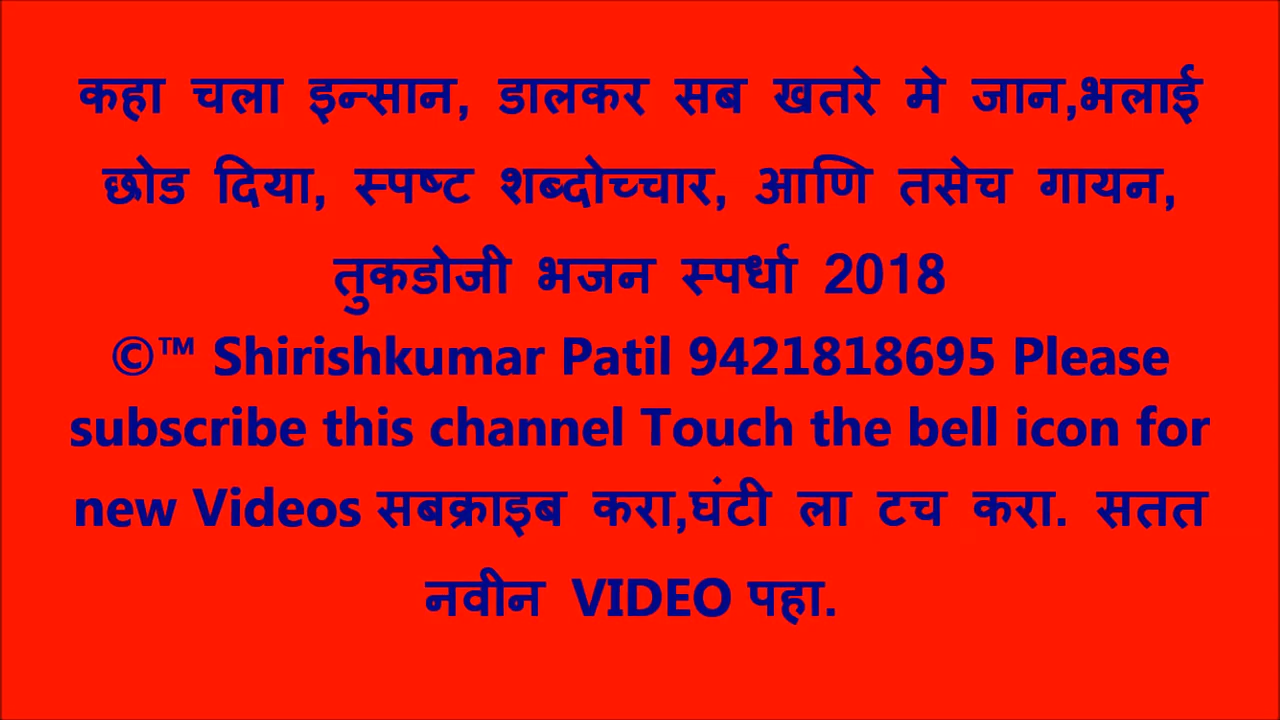 कहा चला इन्सान, डालकर सब खतरे मे जान,भलाई
छोड दिया, स्पष्ट शब्दोच्चार, आणि तसेच गायन,
तुकडोजी भजन स्पर्धा 2018
©™ Shirishkumar Patil 9421818695 Please
subscribe this channel Touch the bell icon for
new Videos सबक्राइब करा,घंटी ला टच करा. सतत
नवीन VIDEO पहा.